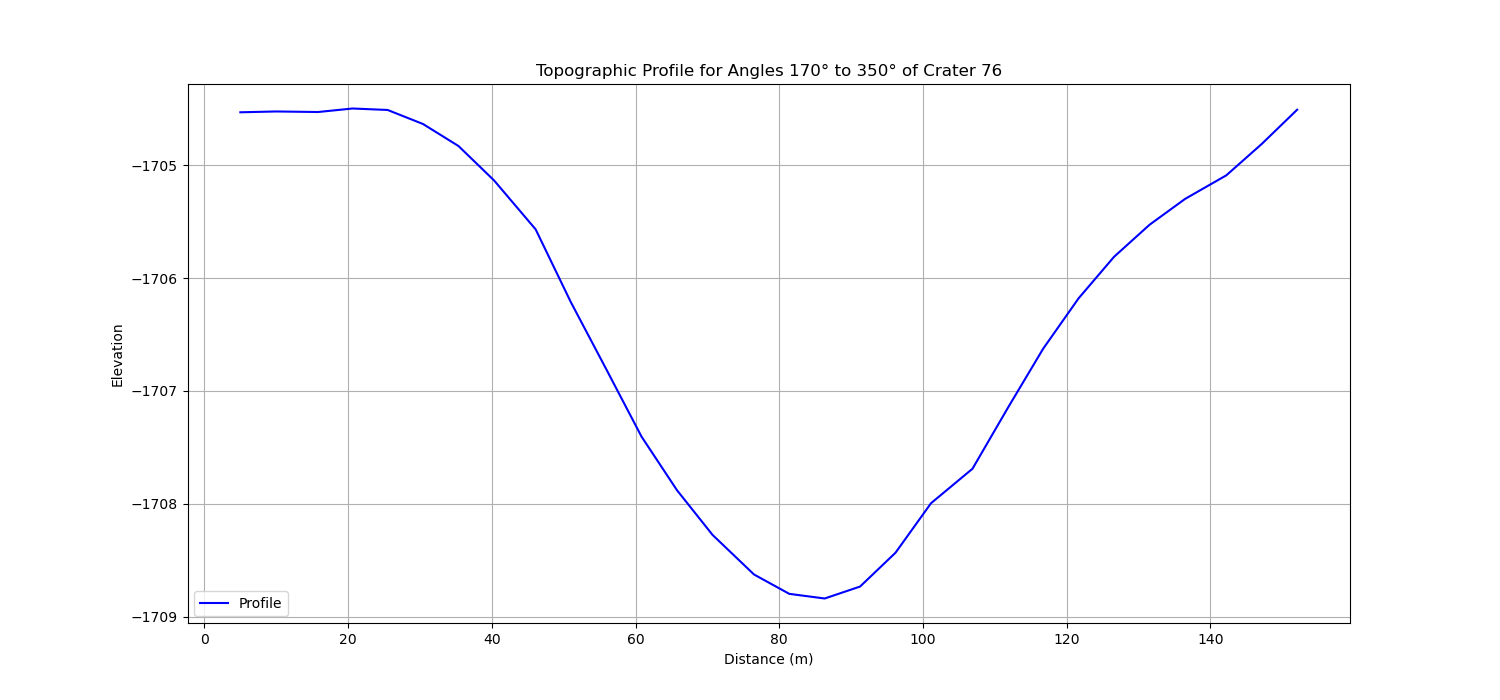 Topographic Profile for Angles 170° to 350° of Crater 76
Elevation
−1705
−1706
−1707
−1708
−1709
Profile
0 20 40 60 80 100 120 140
Distance (m)